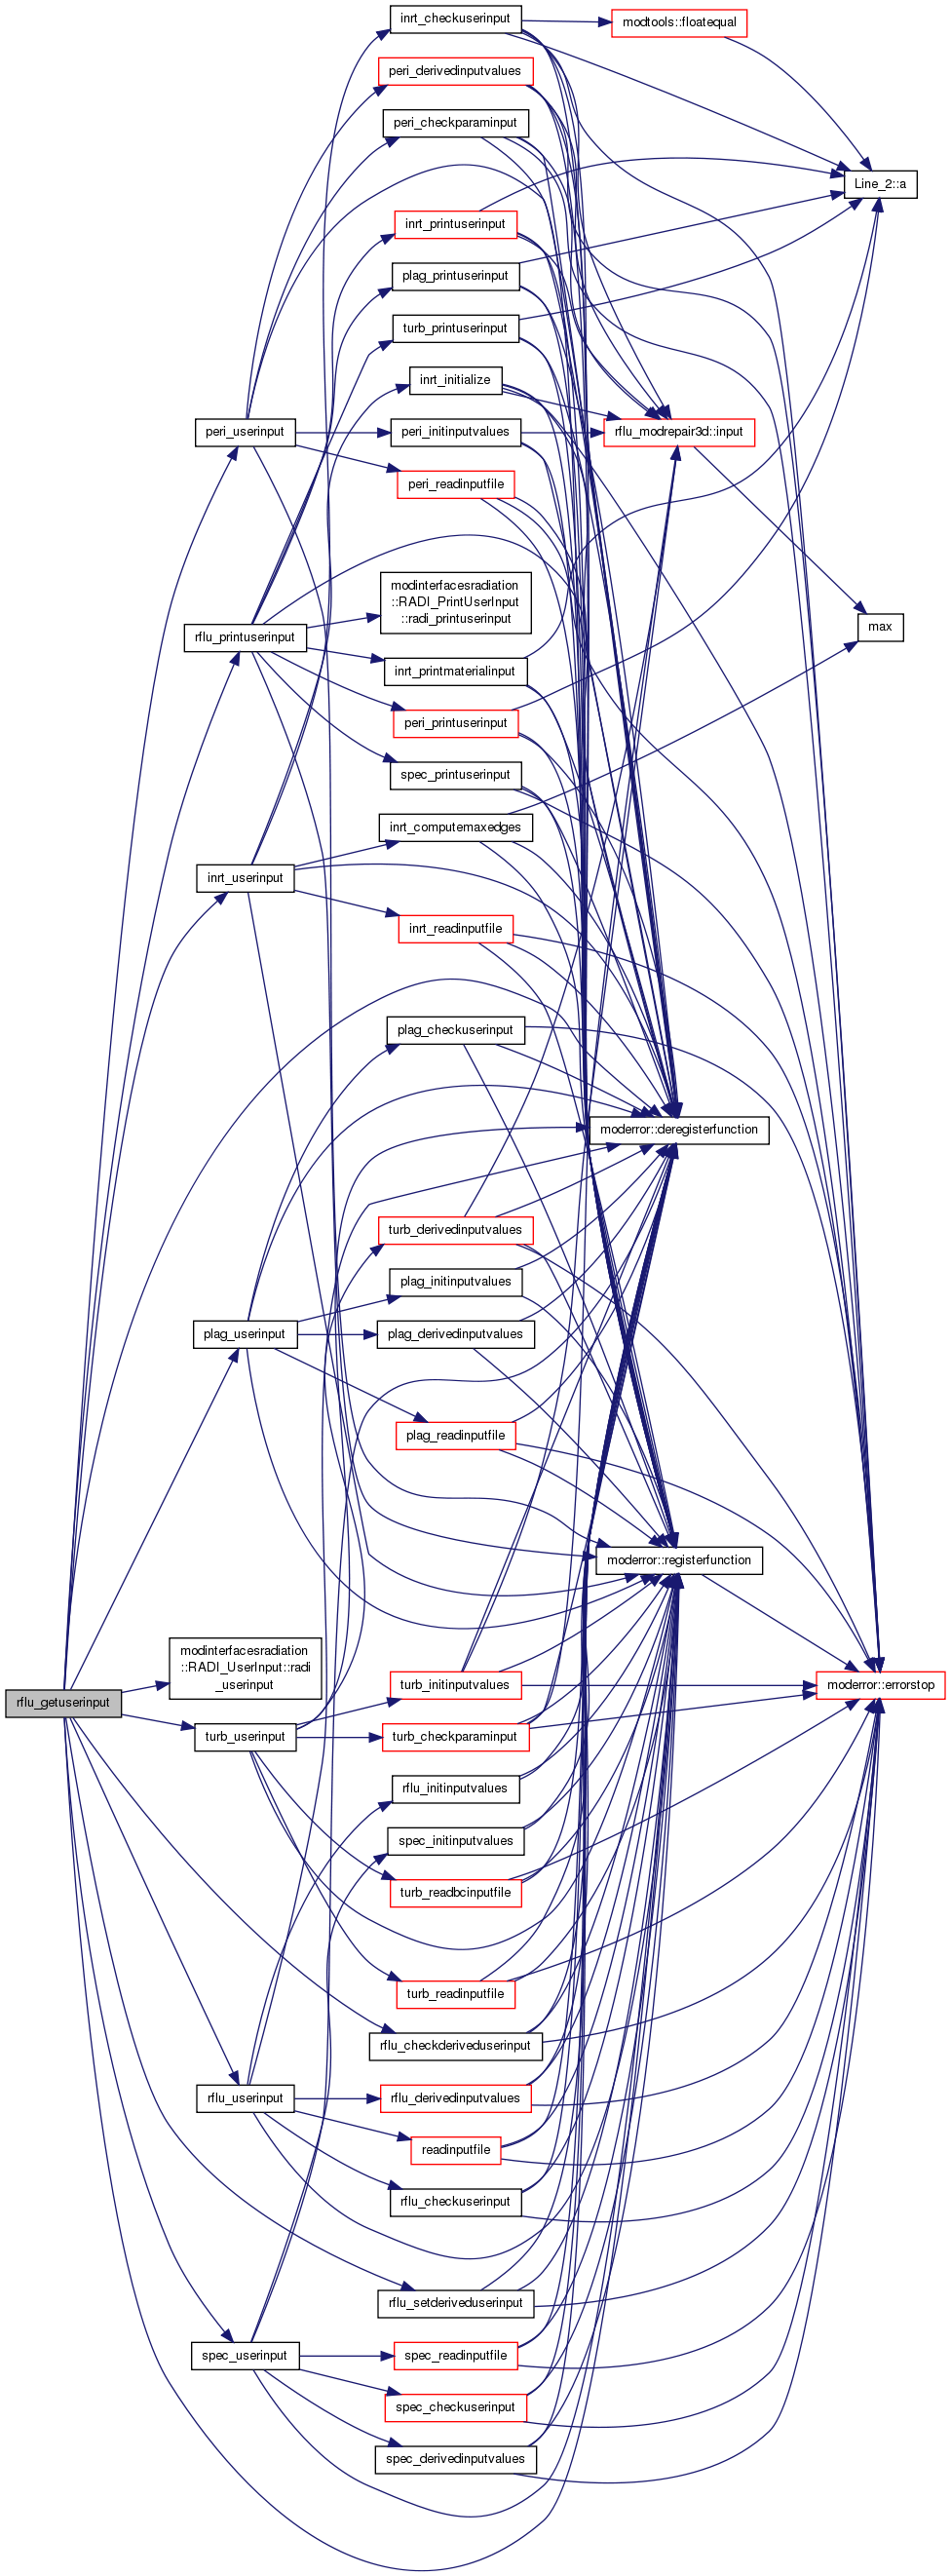 inrt_checkuserinput
modtools::floatequal
peri_derivedinputvalues
peri_checkparaminput
Line_2::a
inrt_printuserinput
plag_printuserinput
turb_printuserinput
inrt_initialize
peri_userinput
peri_initinputvalues
rflu_modrepair3d::input
peri_readinputfile
modinterfacesradiation
::RADI_PrintUserInput
::radi_printuserinput
max
rflu_printuserinput
inrt_printmaterialinput
peri_printuserinput
spec_printuserinput
inrt_computemaxedges
inrt_userinput
inrt_readinputfile
plag_checkuserinput
moderror::deregisterfunction
turb_derivedinputvalues
plag_initinputvalues
plag_userinput
plag_derivedinputvalues
plag_readinputfile
moderror::registerfunction
modinterfacesradiation
::RADI_UserInput::radi
_userinput
rflu_getuserinput
turb_initinputvalues
moderror::errorstop
turb_userinput
turb_checkparaminput
rflu_initinputvalues
spec_initinputvalues
turb_readbcinputfile
turb_readinputfile
rflu_checkderiveduserinput
rflu_userinput
rflu_derivedinputvalues
readinputfile
rflu_checkuserinput
rflu_setderiveduserinput
spec_userinput
spec_readinputfile
spec_checkuserinput
spec_derivedinputvalues